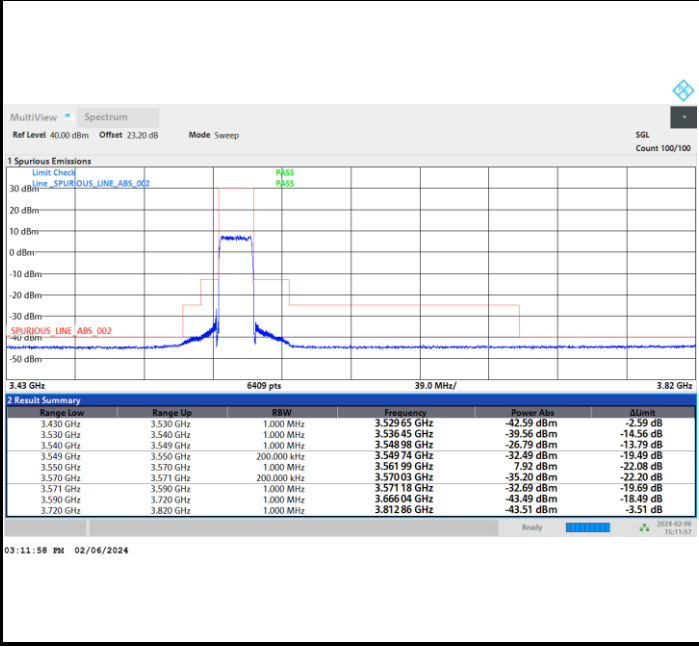 MultiView Spectrum
Ref Level 40.00 dBm Offset 23.20 dB Mode Sweep SGL
Count 100/100
1 Spurious Emissions
Limit Check PASS
Line _SPURIOUS_LINE_ABS_002 PASS
30 dBm
20 dBm
10 dBm
0 dBm
-10 dBm
-20 dBm
-30 dBm
_SPURIOUS_LINE_ABS_002
-40 dBm
-50 dBm
3.43 GHz 6409 pts 39.0 MHz/ 3.82 GHz
2 Result Summary
Range Low Range Up RBW Frequency Power Abs ΔLimit
3.430 GHz 3.530 GHz 1.000 MHz 3.529 65 GHz -42.59 dBm -2.59 dB
3.530 GHz 3.540 GHz 1.000 MHz 3.536 45 GHz -39.56 dBm -14.56 dB
3.540 GHz 3.549 GHz 1.000 MHz 3.548 98 GHz -26.79 dBm -13.79 dB
3.549 GHz 3.550 GHz 200.000 kHz 3.549 74 GHz -32.49 dBm -19.49 dB
3.550 GHz 3.570 GHz 1.000 MHz 3.561 99 GHz 7.92 dBm -22.08 dB
3.570 GHz 3.571 GHz 200.000 kHz 3.570 03 GHz -35.20 dBm -22.20 dB
3.571 GHz 3.590 GHz 1.000 MHz 3.571 18 GHz -32.69 dBm -19.69 dB
3.590 GHz 3.720 GHz 1.000 MHz 3.666 04 GHz -43.49 dBm -18.49 dB
3.720 GHz 3.820 GHz 1.000 MHz 3.812 86 GHz -43.51 dBm -3.51 dB
Ready 2024-02-06
15:11:57
03:11:58 PM 02/06/2024